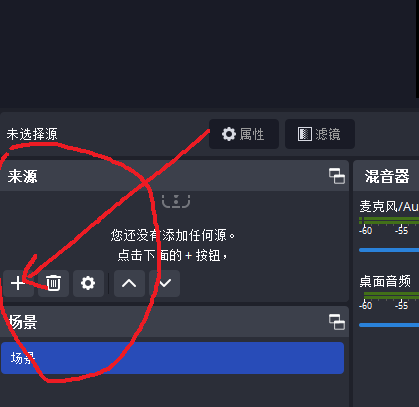 未选择源
属性
滤镜
来源
混音器
您还没有添加任何源。
点击下面的 + 按钮，
麦克风/Au
-60 -55
桌面音频
-60 -55
场景
场景